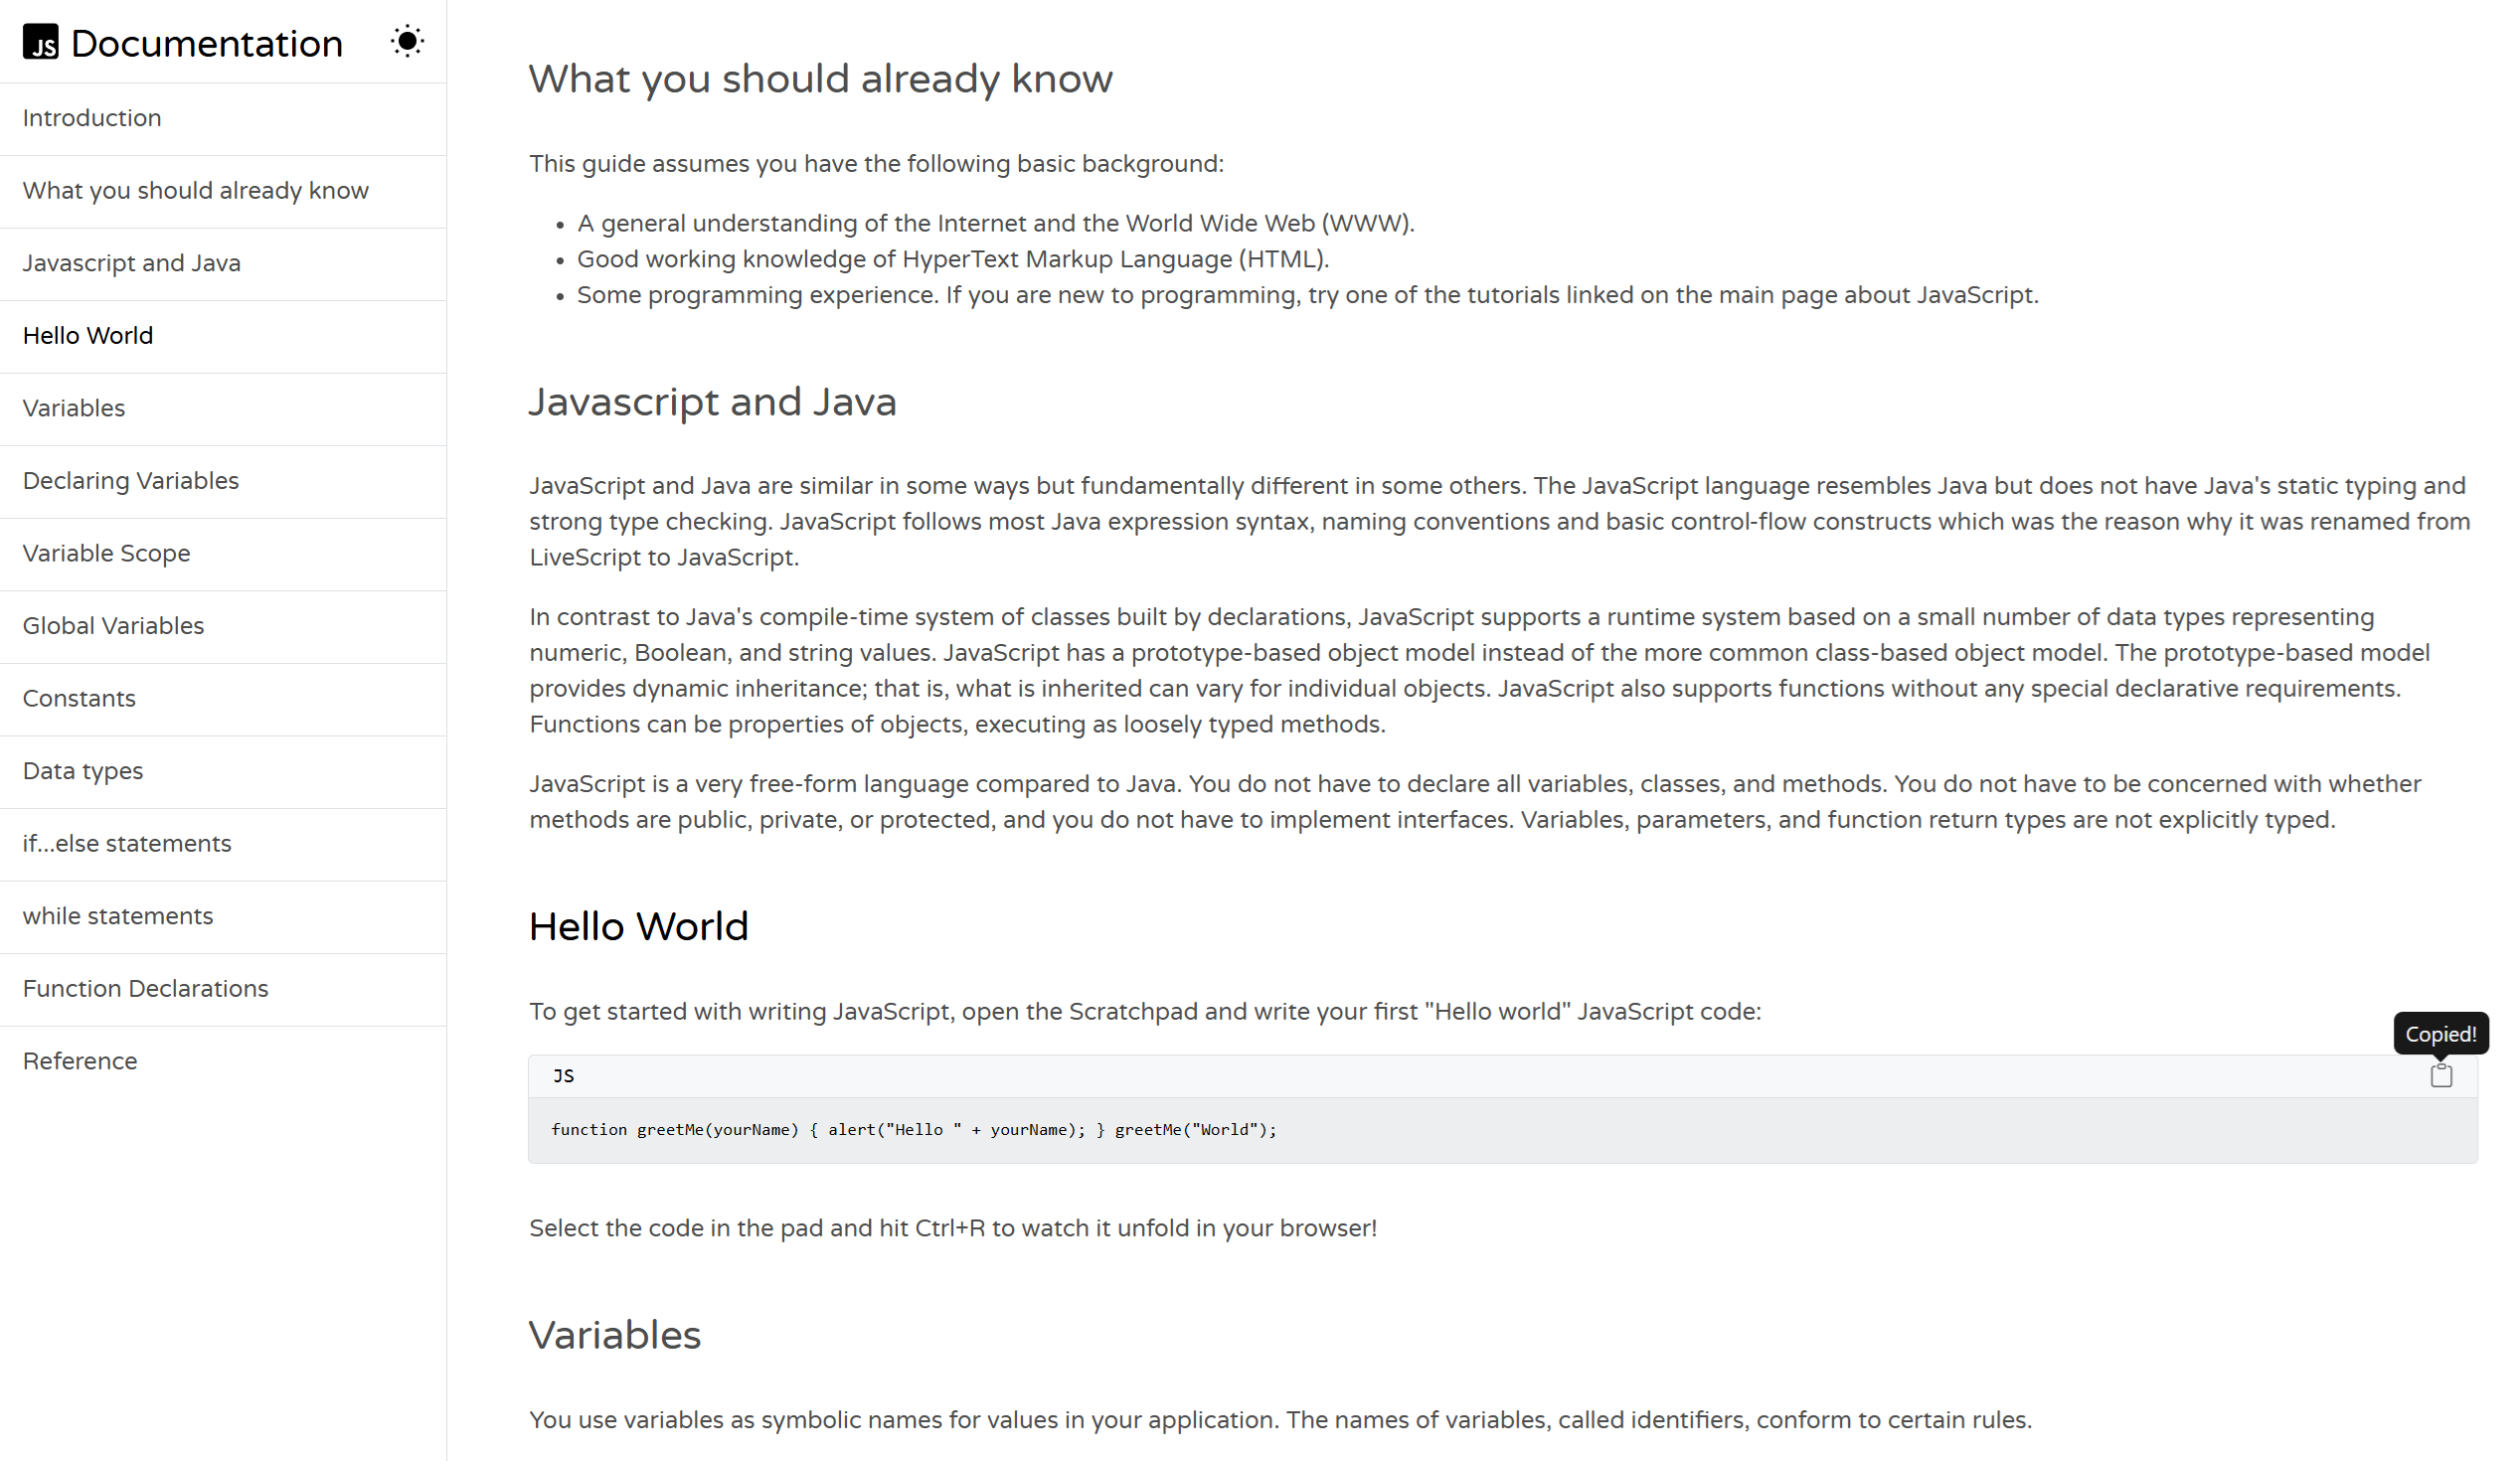 JS Documentation
Introduction
What you should already know
Javascript and Java
Hello World
Variables
Declaring Variables
Variable Scope
Global Variables
Constants
Data types
if...else statements
while statements
Function Declarations
Reference
What you should already know
This guide assumes you have the following basic background:
• A general understanding of the Internet and the World Wide Web (WWW).
• Good working knowledge of HyperText Markup Language (HTML).
• Some programming experience. If you are new to programming, try one of the tutorials linked on the main page about JavaScript.
Javascript and Java
JavaScript and Java are similar in some ways but fundamentally different in some others. The JavaScript language resembles Java but does not have Java's static typing and
strong type checking. JavaScript follows most Java expression syntax, naming conventions and basic control-flow constructs which was the reason why it was renamed from
LiveScript to JavaScript.
In contrast to Java's compile-time system of classes built by declarations, JavaScript supports a runtime system based on a small number of data types representing
numeric, Boolean, and string values. JavaScript has a prototype-based object model instead of the more common class-based object model. The prototype-based model
provides dynamic inheritance; that is, what is inherited can vary for individual objects. JavaScript also supports functions without any special declarative requirements.
Functions can be properties of objects, executing as loosely typed methods.
JavaScript is a very free-form language compared to Java. You do not have to declare all variables, classes, and methods. You do not have to be concerned with whether
methods are public, private, or protected, and you do not have to implement interfaces. Variables, parameters, and function return types are not explicitly typed.
Hello World
To get started with writing JavaScript, open the Scratchpad and write your first "Hello world" JavaScript code:
Copied!
JS
function greetMe(yourName) { alert("Hello " + yourName); } greetMe("World");
Select the code in the pad and hit Ctrl+R to watch it unfold in your browser!
Variables
You use variables as symbolic names for values in your application. The names of variables, called identifiers, conform to certain rules.